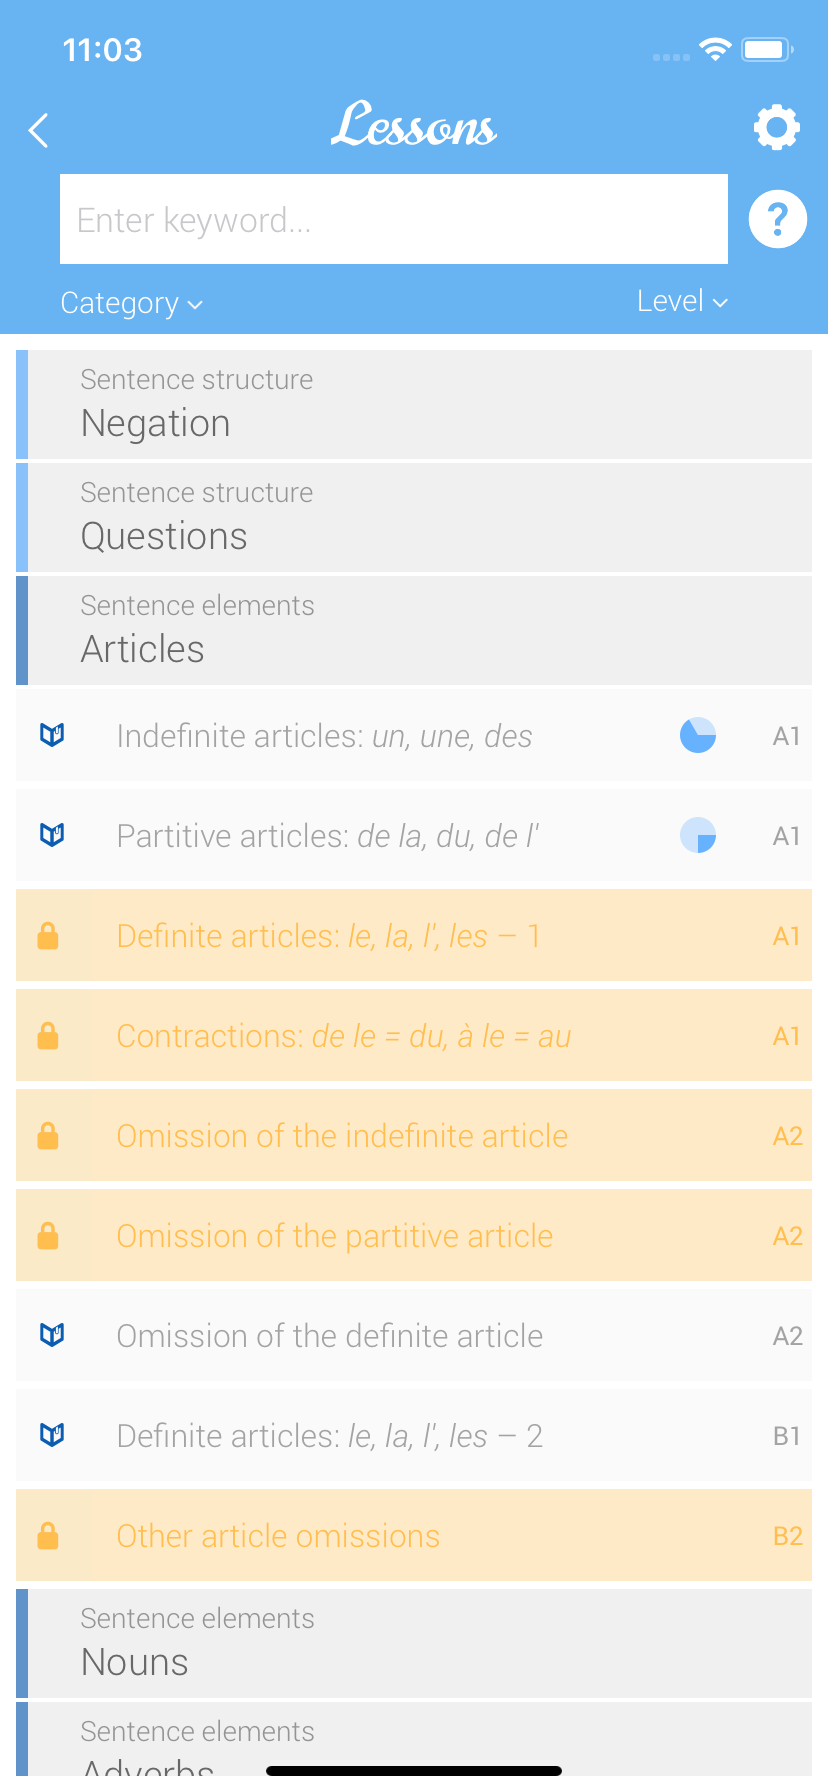 11:03
Lessons
Enter keyword...
?
Category
Level
Sentence structure
Negation
Sentence structure
Questions
Sentence elements
Articles
Indefinite articles: un, une, des
A1
Partitive articles: de la, du, de l'
A1
Definite articles: le, la, l', les – 1
A1
Contractions: de le = du, à le = au
A1
Omission of the indefinite article
A2
Omission of the partitive article
A2
Omission of the definite article
A2
Definite articles: le, la, l', les – 2
B1
Other article omissions
B2
Sentence elements
Nouns
Sentence elements
Adverbs